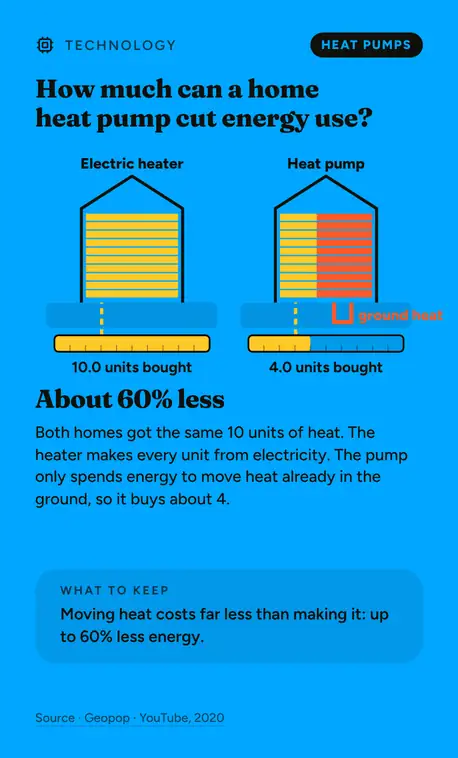 TECHNOLOGY
HEAT PUMPS
How much can a home
heat pump cut energy use?
Electric heater
Heat pump
ground heat
10.0 units bought
4.0 units bought
About 60% less
Both homes got the same 10 units of heat. The
heater makes every unit from electricity. The pump
only spends energy to move heat already in the
ground, so it buys about 4.
WHAT TO KEEP
Moving heat costs far less than making it: up
to 60% less energy.
Source · Geopop · YouTube, 2020